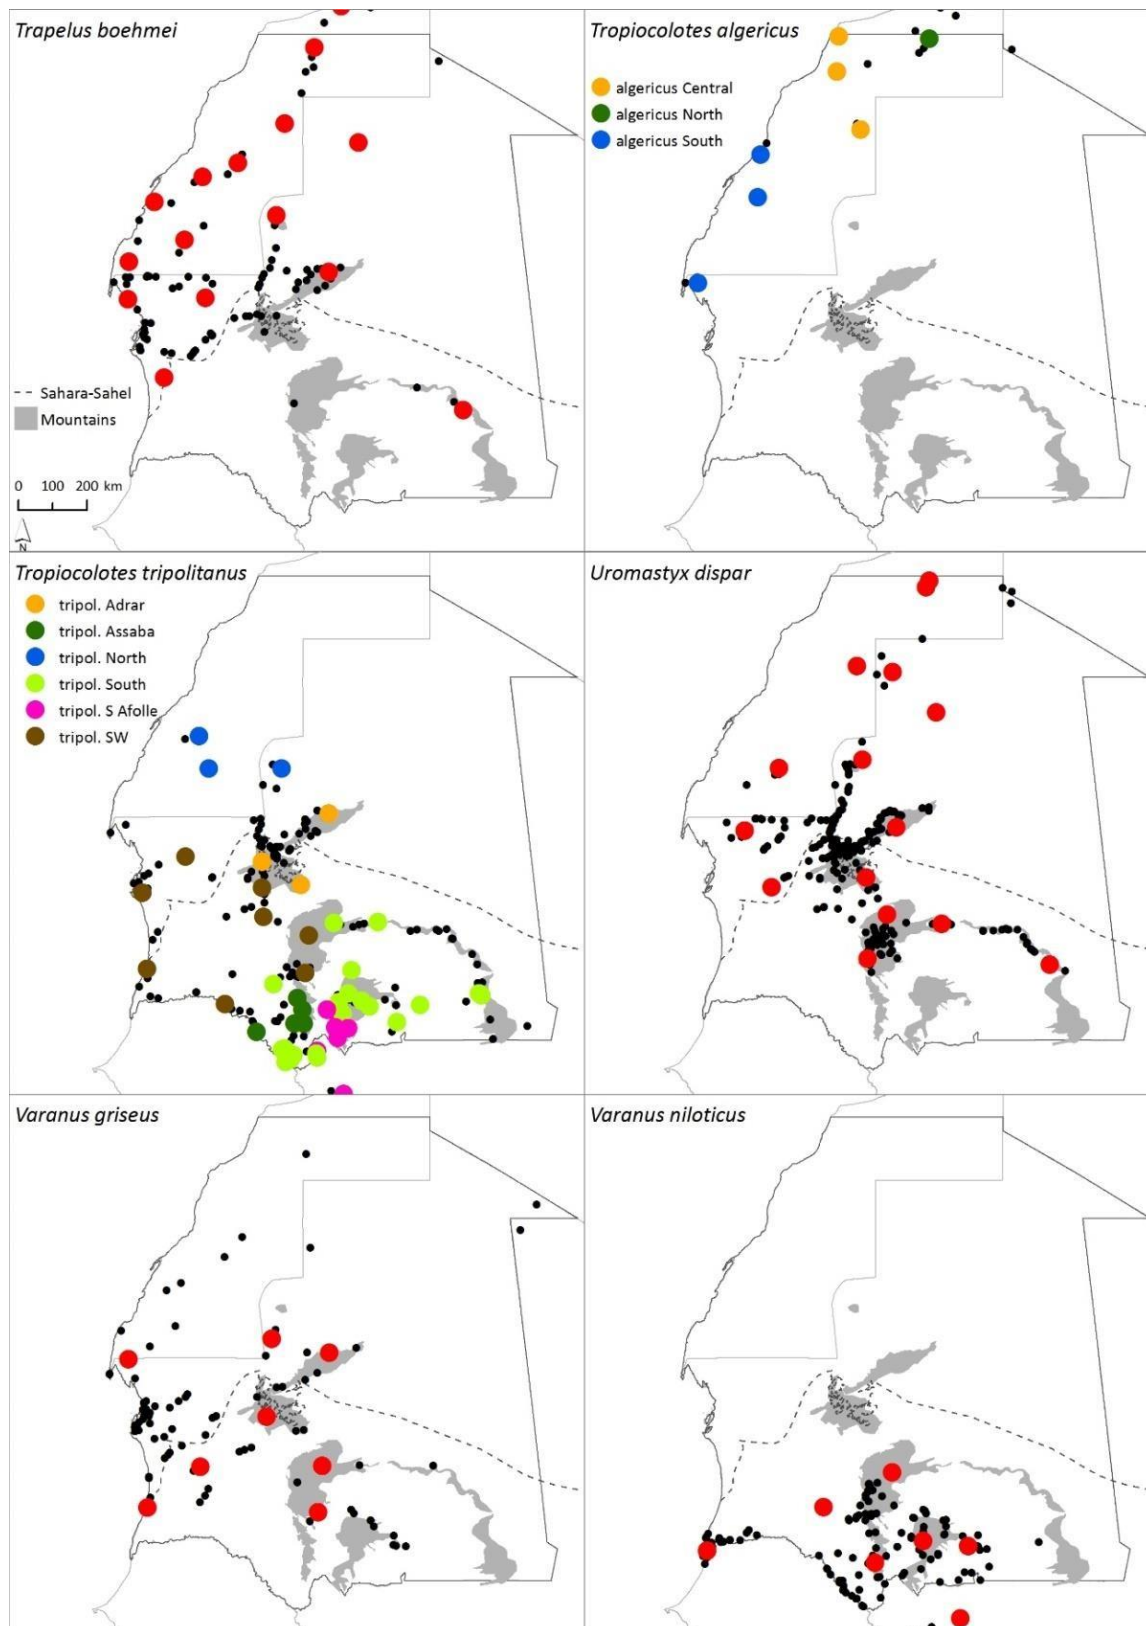 Trapelus boehmei
Sahara-Sahel
Mountains
0 100 200 km
N
Tropiocolotes algericus
algericus Central
algericus North
algericus South
Tropiocolotes tripolitanus
tripol. Adrar
tripol. Assaba
tripol. North
tripol. South
tripol. S Afolle
tripol. SW
Uromastyx dispar
Varanus griseus
Varanus niloticus